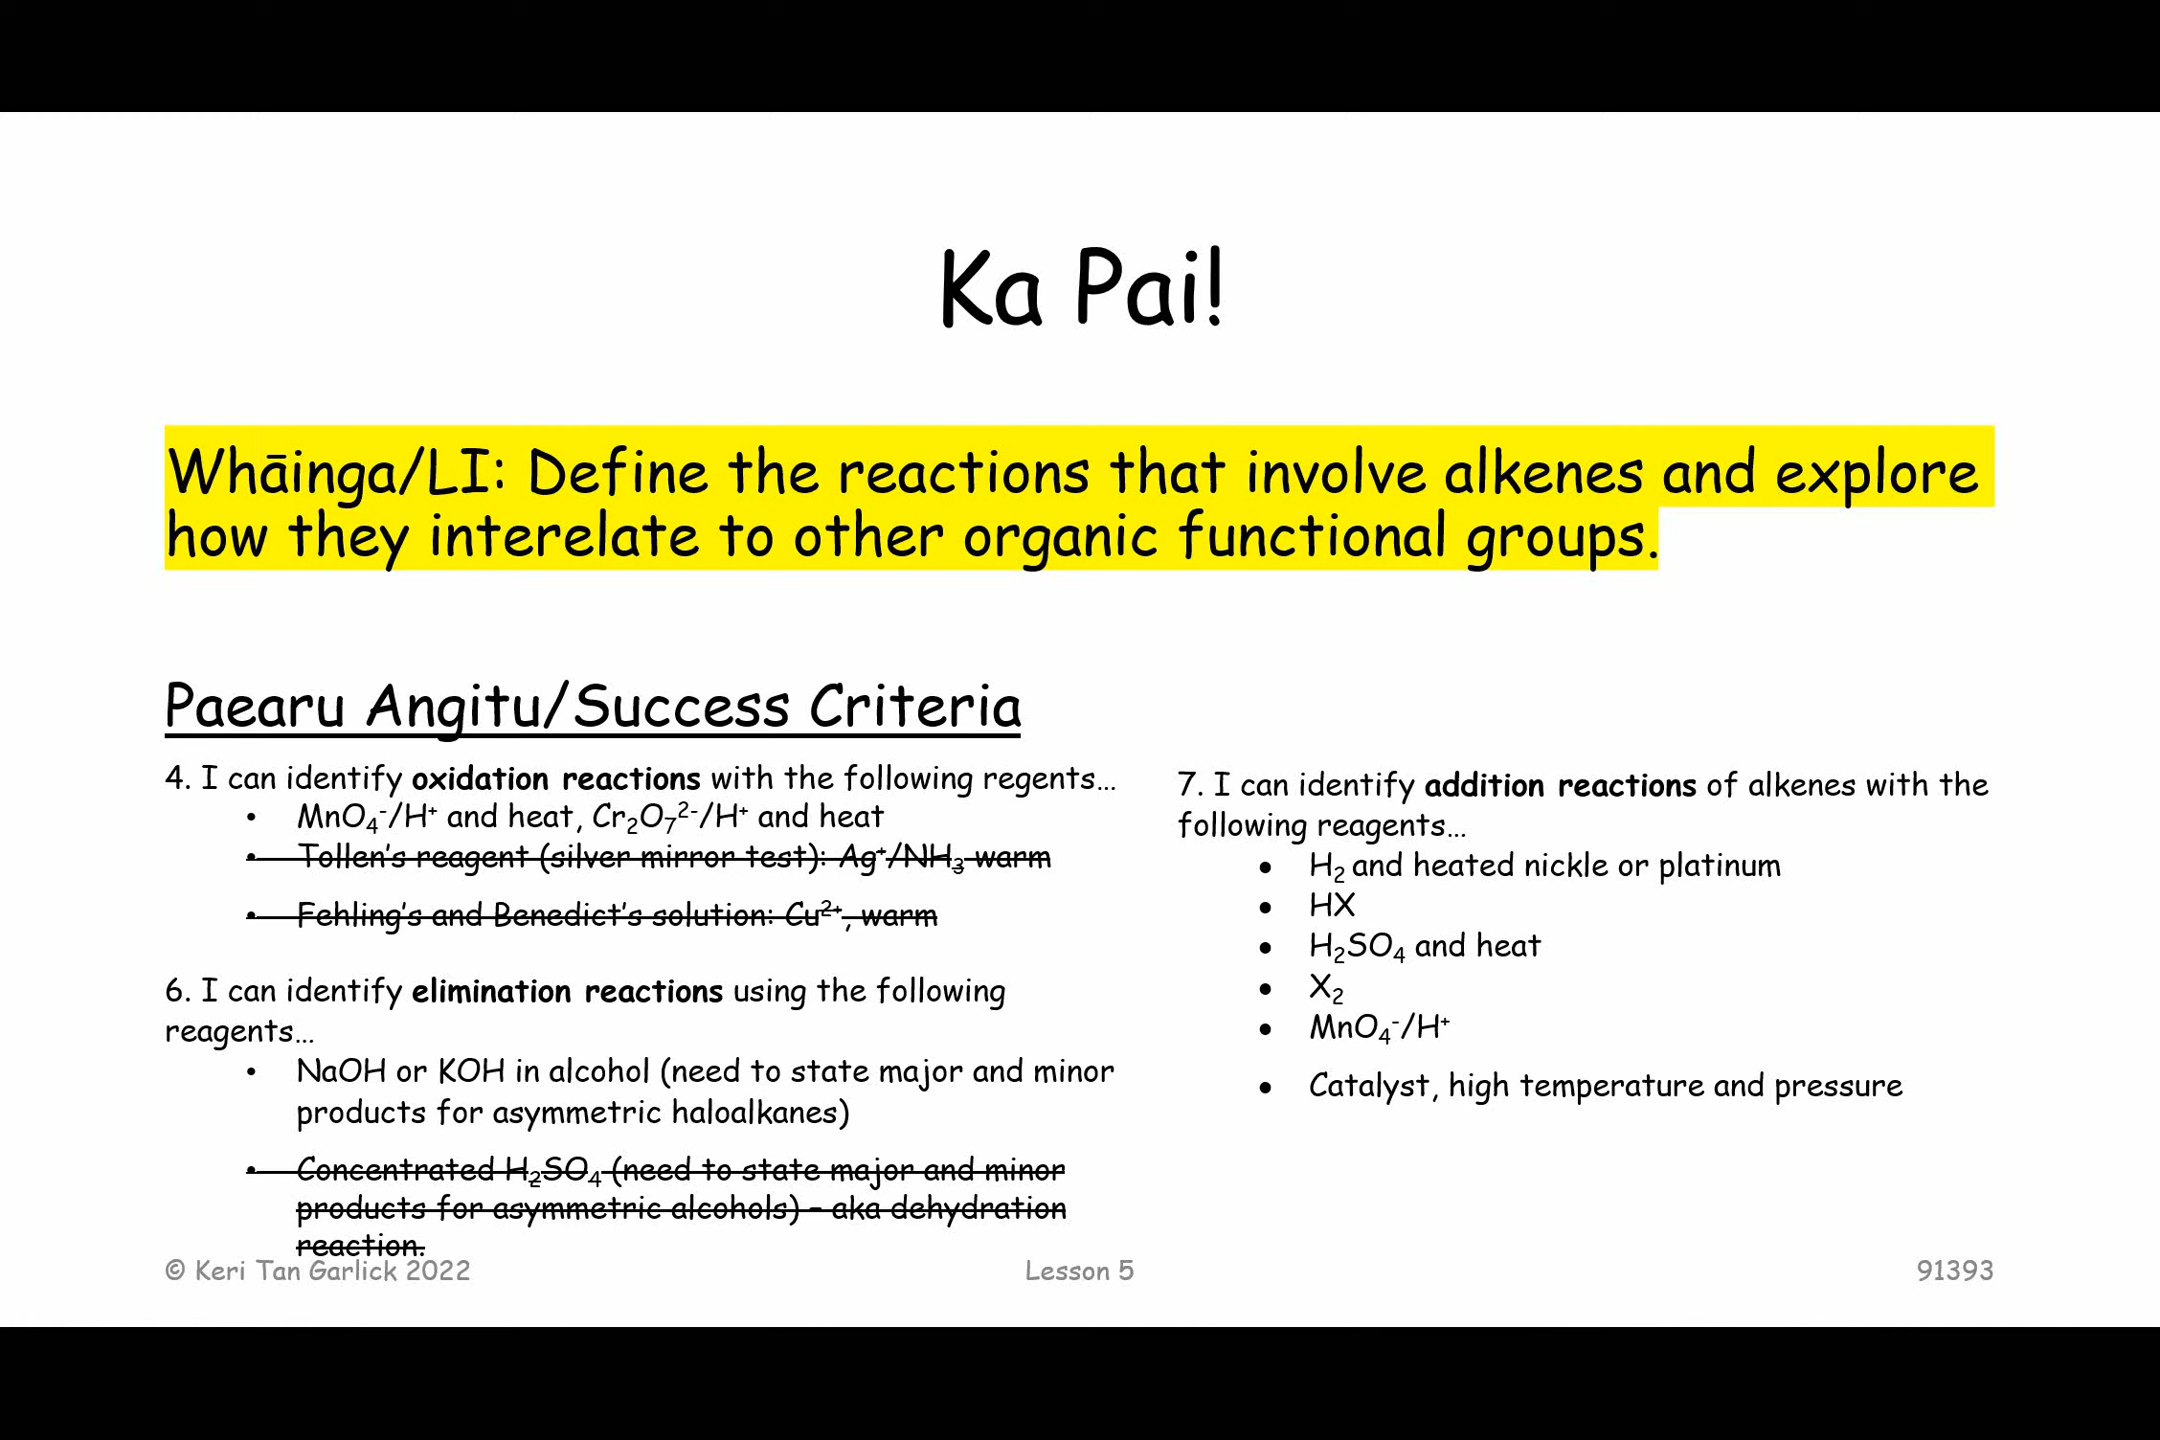 Ka Pai!
Whāinga/LI: Define the reactions that involve alkenes and explore
how they interelate to other organic functional groups.
Paearu Angitu/Success Criteria
4. I can identify oxidation reactions with the following regents…
• MnO₄⁻/H⁺ and heat, Cr₂O₇²⁻/H⁺ and heat
• Tollen's reagent (silver mirror test): Ag⁺/NH₃ warm
• Fehling's and Benedict's solution: Cu²⁺, warm
6. I can identify elimination reactions using the following
reagents…
• NaOH or KOH in alcohol (need to state major and minor
products for asymmetric haloalkanes)
• Concentrated H₂SO₄ (need to state major and minor
products for asymmetric alcohols) – aka dehydration
reaction.
7. I can identify addition reactions of alkenes with the
following reagents…
• H₂ and heated nickle or platinum
• HX
• H₂SO₄ and heat
• X₂
• MnO₄⁻/H⁺
• Catalyst, high temperature and pressure
© Keri Tan Garlick 2022
Lesson 5
91393